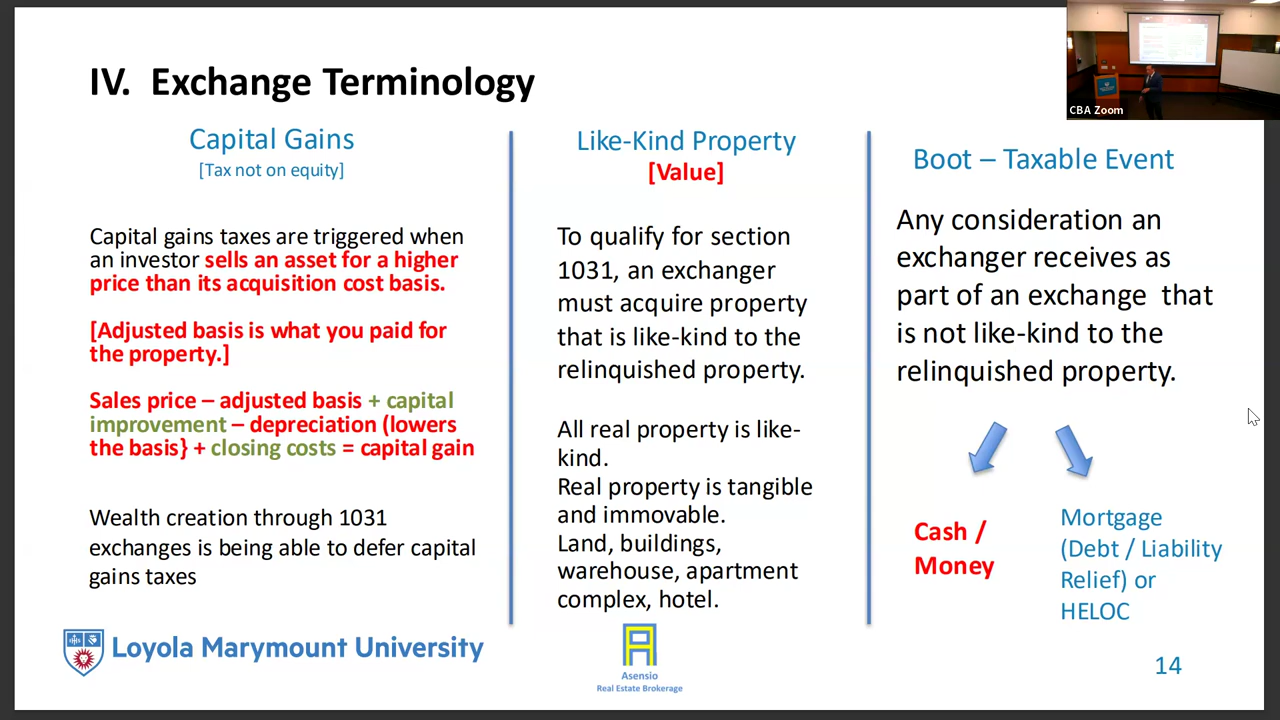 IV. Exchange Terminology
Capital Gains
[Tax not on equity]
Capital gains taxes are triggered when
an investor sells an asset for a higher
price than its acquisition cost basis.
[Adjusted basis is what you paid for
the property.]
Sales price – adjusted basis + capital
improvement – depreciation (lowers
the basis} + closing costs = capital gain
Wealth creation through 1031
exchanges is being able to defer capital
gains taxes
Like-Kind Property
[Value]
To qualify for section
1031, an exchanger
must acquire property
that is like-kind to the
relinquished property.
All real property is like-
kind.
Real property is tangible
and immovable.
Land, buildings,
warehouse, apartment
complex, hotel.
Boot – Taxable Event
Any consideration an
exchanger receives as
part of an exchange that
is not like-kind to the
relinquished property.
Cash /
Money
Mortgage
(Debt / Liability
Relief) or
HELOC
Loyola Marymount University
Asensio
Real Estate Brokerage
14
CBA Zoom